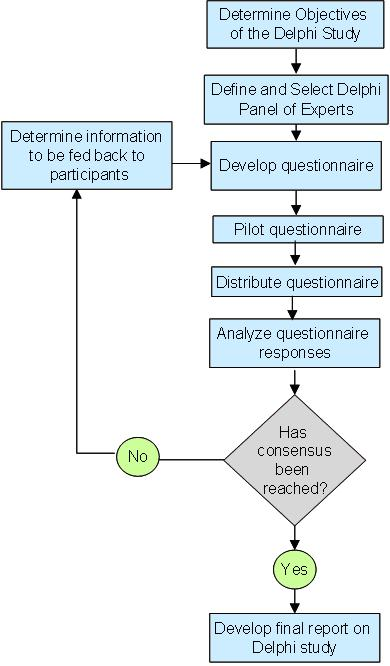 Determine Objectives
of the Delphi Study
Define and Select Delphi
Panel of Experts
Determine information
to be fed back to
participants
Develop questionnaire
Pilot questionnaire
Distribute questionnaire
Analyze questionnaire
responses
Has
consensus
been
reached?
No
Yes
Develop final report on
Delphi study